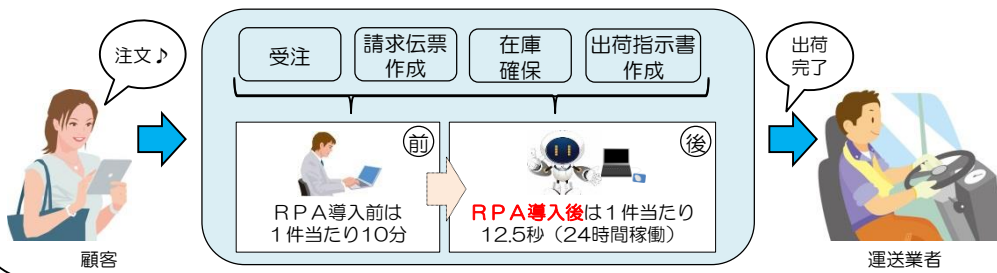 注文♪
受注
請求伝票
作成
在庫
確保
出荷指示書
作成
出荷
完了
前
後
ＲＰＡ導入前は
１件当たり10分
ＲＰＡ導入後は１件当たり
12.5秒（24時間稼働）
顧客
運送業者